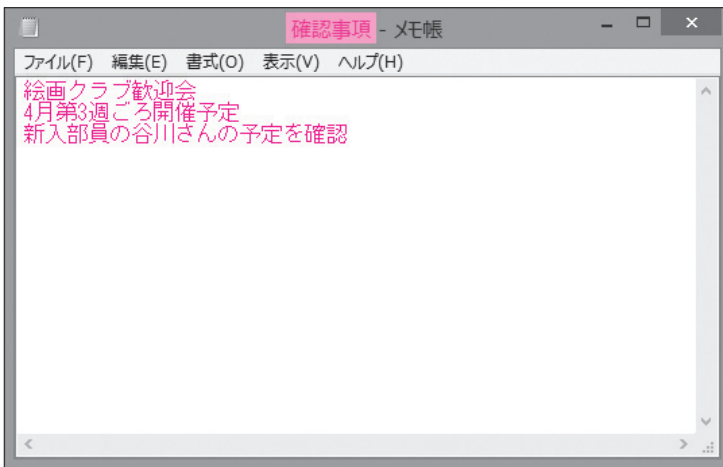 確認事項 - メモ帳
ファイル(F) 編集(E) 書式(O) 表示(V) ヘルプ(H)
絵画クラブ歓迎会
4月第3週ごろ開催予定
新入部員の谷川さんの予定を確認